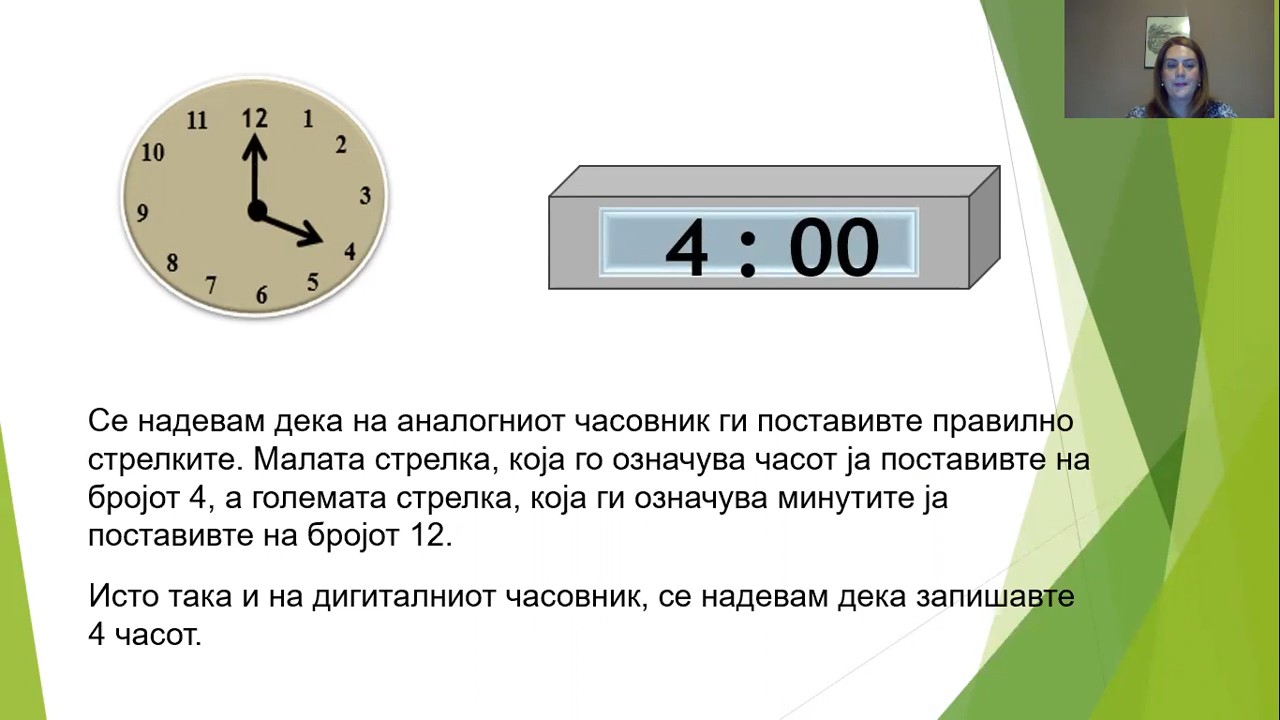 11 12 1
10 2
9 3
8 4
7 6 5
4 : 00
Се надевам дека на аналогниот часовник ги поставивте правилно
стрелките. Малата стрелка, која го означува часот ја поставивте на
бројот 4, а големата стрелка, која ги означува минутите ја
поставивте на бројот 12.
Исто така и на дигиталниот часовник, се надевам дека запишавте
4 часот.